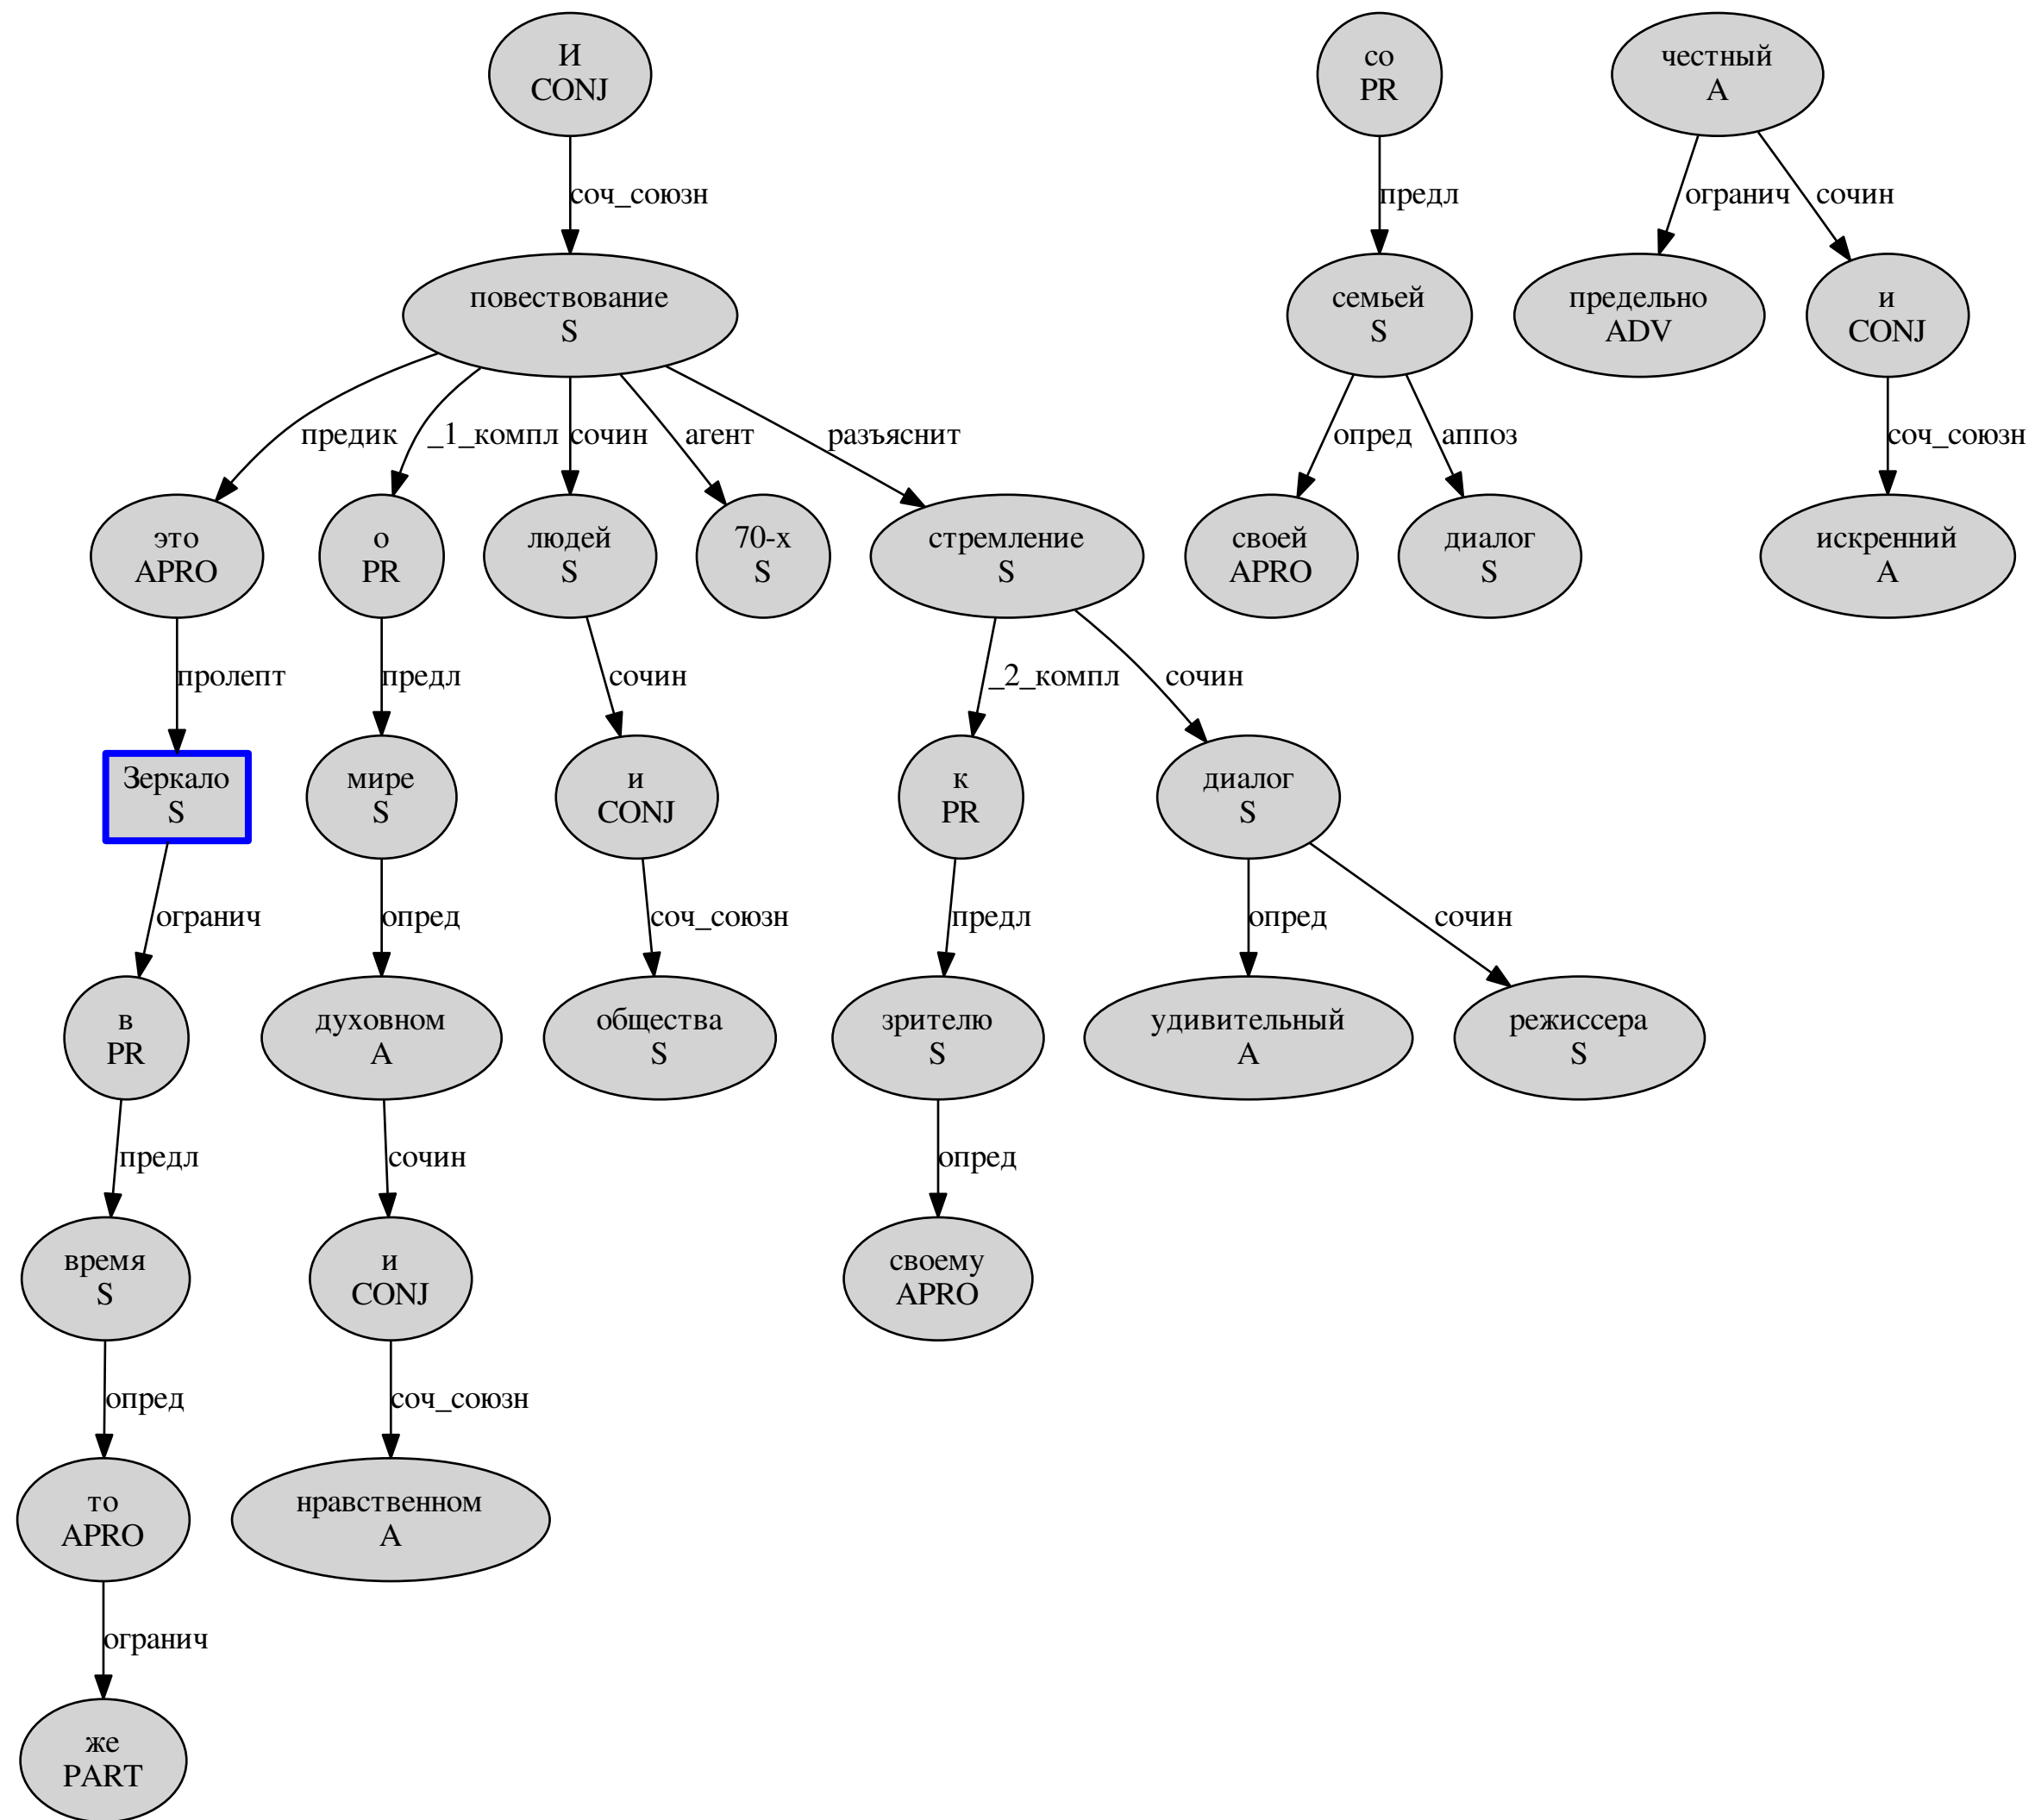 И
CONJ
со
PR
честный
A
соч_союзн
предл
огранич
сочин
повествование
S
семьей
S
предельно
ADV
и
CONJ
предик
_1_компл
сочин
агент
разъяснит
опред
аппоз
соч_союзн
это
APRO
о
PR
людей
S
70-х
S
стремление
S
своей
APRO
диалог
S
искренний
A
пролепт
предл
сочин
_2_компл
сочин
Зеркало
S
мире
S
и
CONJ
к
PR
диалог
S
огранич
опред
соч_союзн
предл
опред
сочин
в
PR
духовном
A
общества
S
зрителю
S
удивительный
A
режиссера
S
предл
сочин
опред
время
S
и
CONJ
своему
APRO
опред
соч_союзн
то
APRO
нравственном
A
огранич
же
PART